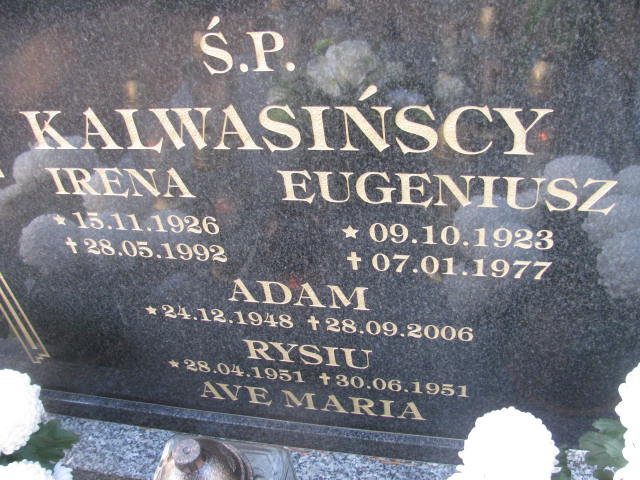 Ś.P.
KALWASIŃSCY
IRENA EUGENIUSZ
★ 15.11.1926 ★ 09.10.1923
✝ 28.05.1992 ✝ 07.01.1977
ADAM
★ 24.12.1948 ✝ 28.09.2006
RYSIU
★ 28.04.1951 ✝ 30.06.1951
AVE MARIA